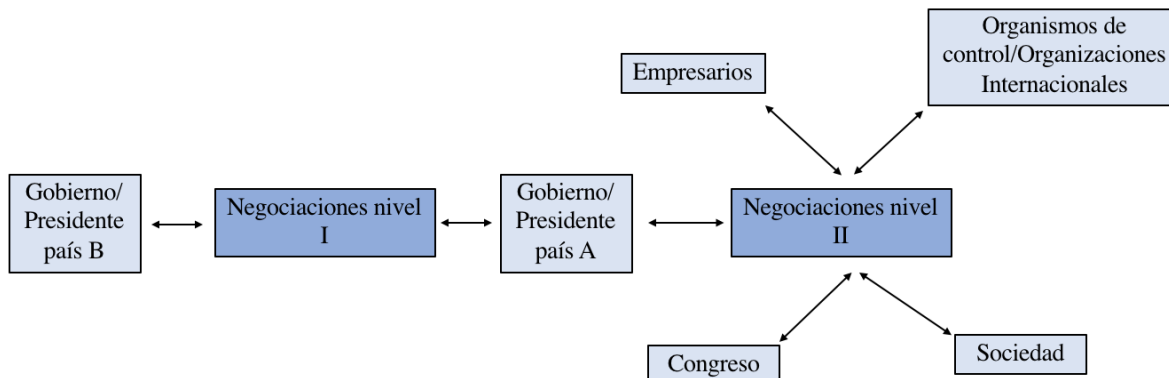 Organismos de
control/Organizaciones
Internacionales
Empresarios
Gobierno/
Presidente
país B
Negociaciones nivel
I
Gobierno/
Presidente
país A
Negociaciones nivel
II
Congreso
Sociedad